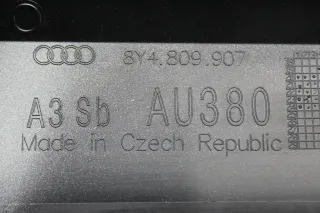 8Y4.809.907
A3 Sb AU380
Made in Czech Republic